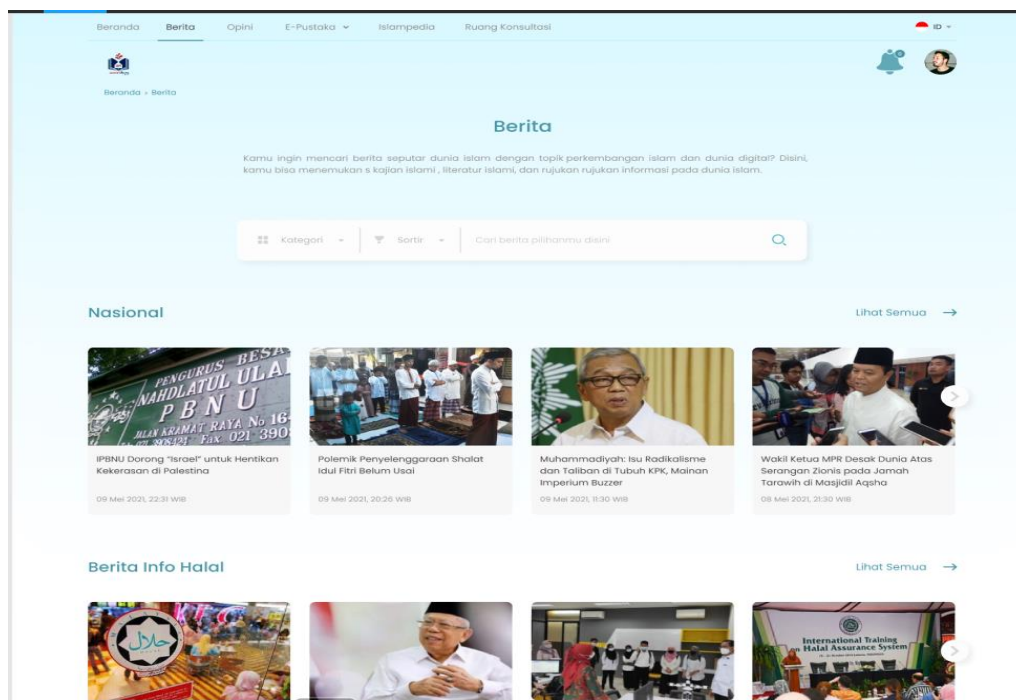 Beranda Berita Opini E-Pustaka Islampedia Ruang Konsultasi ID
Beranda > Berita
Berita
Kamu ingin mencari berita seputar dunia islam dengan topik perkembangan islam dan dunia digital? Disini,
kamu bisa menemukan s kajian islami , literatur islami, dan rujukan rujukan informasi pada dunia islam.
Kategori Sortir Cari berita pilihanmu disini
Nasional Lihat Semua →
PENGURUS BESA
NAHDLATUL ULA
PBNU
JALAN KRAMAT RAYA No 16
Fax 021 390
IPBNU Dorong "Israel" untuk Hentikan
Kekerasan di Palestina
09 Mei 2021, 22:31 WIB
Polemik Penyelenggaraan Shalat
Idul Fitri Belum Usai
09 Mei 2021, 20:26 WIB
Muhammadiyah: Isu Radikalisme
dan Taliban di Tubuh KPK, Mainan
Imperium Buzzer
09 Mei 2021, 11:30 WIB
Wakil Ketua MPR Desak Dunia Atas
Serangan Zionis pada Jamah
Tarawih di Masjidil Aqsha
08 Mei 2021, 21:30 WIB
Berita Info Halal Lihat Semua →
حلال
International Training
on Halal Assurance System